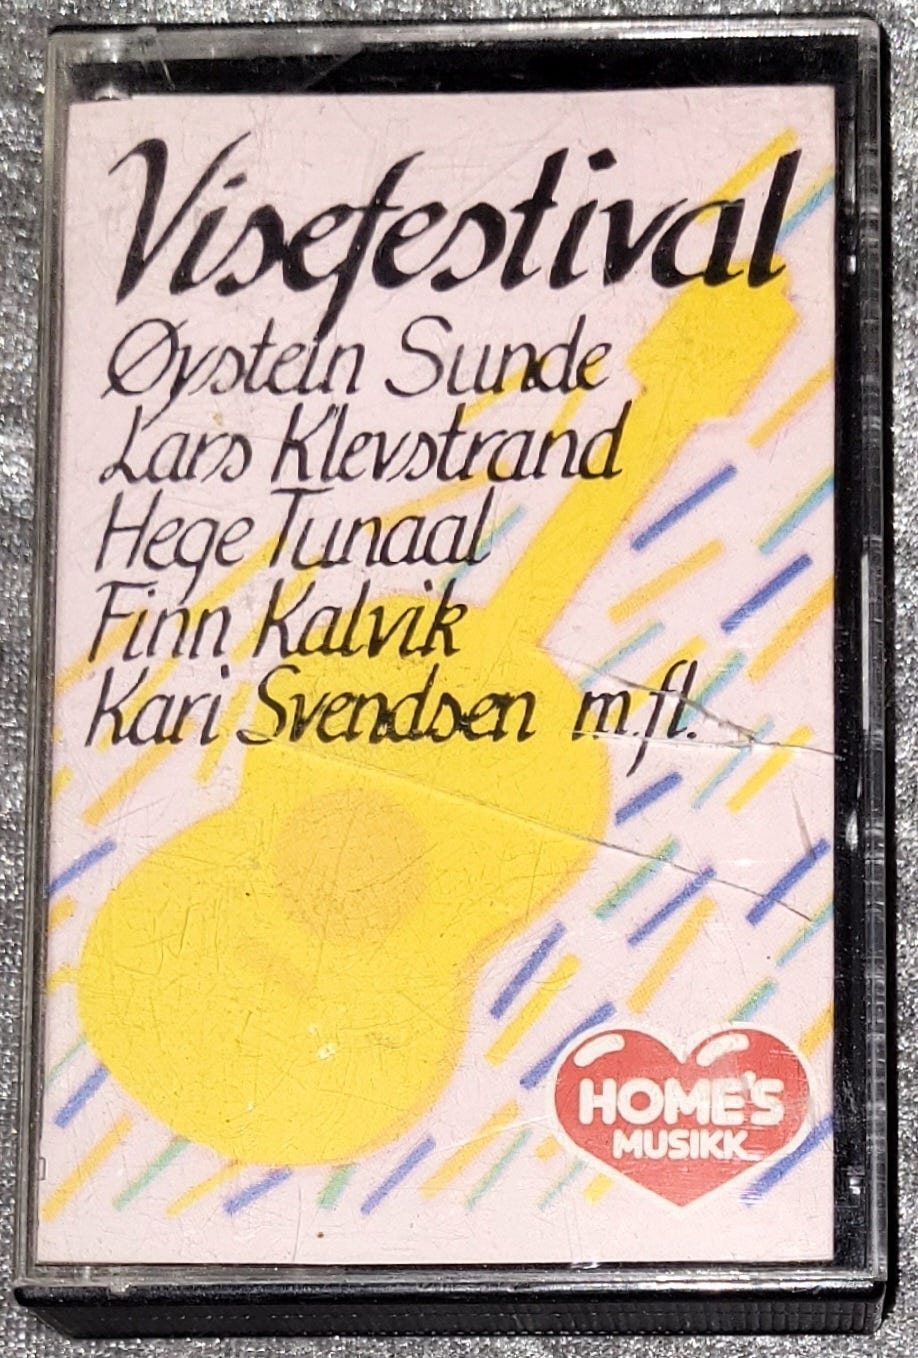 Visefestival
Øystein Sunde
Lars Klevstrand
Hege Tunaal
Finn Kalvik
Kari Svendsen m.fl.
HOME'S
MUSIKK